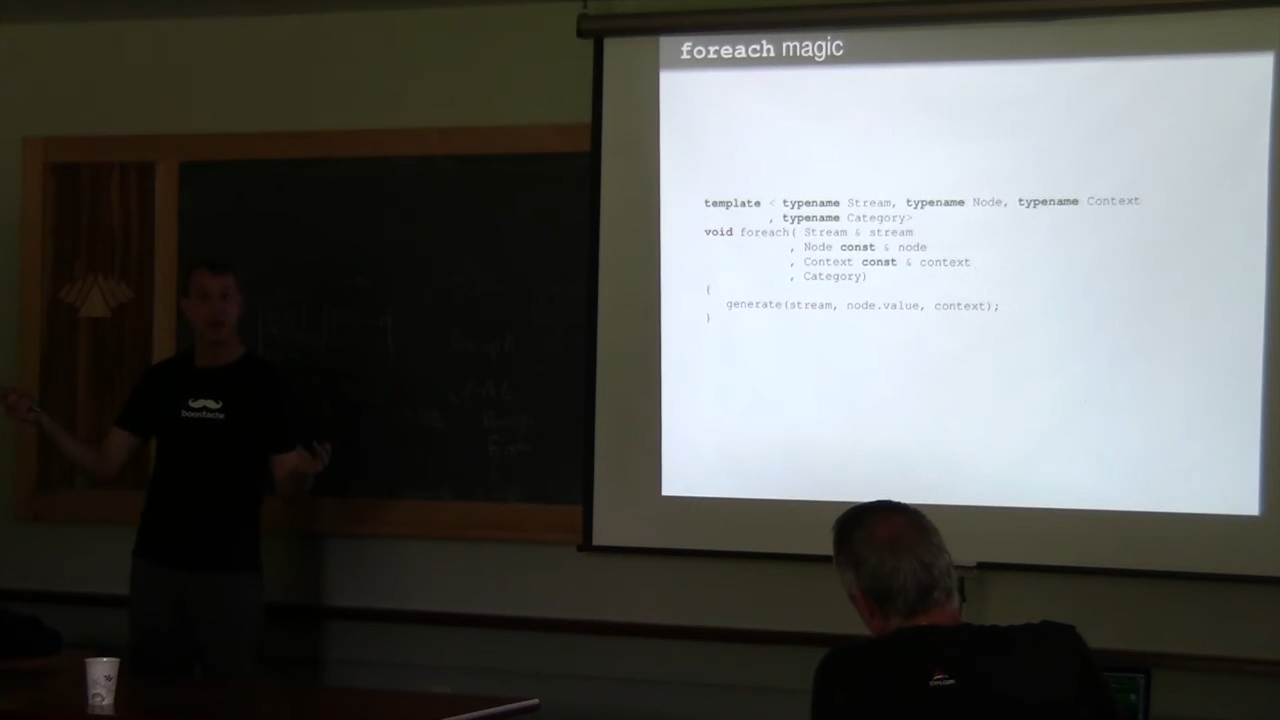 foreach magic
template < typename Stream, typename Node, typename Context
, typename Category>
void foreach( Stream & stream
, Node const & node
, Context const & context
, Category)
{
generate(stream, node.value, context);
}
boostache